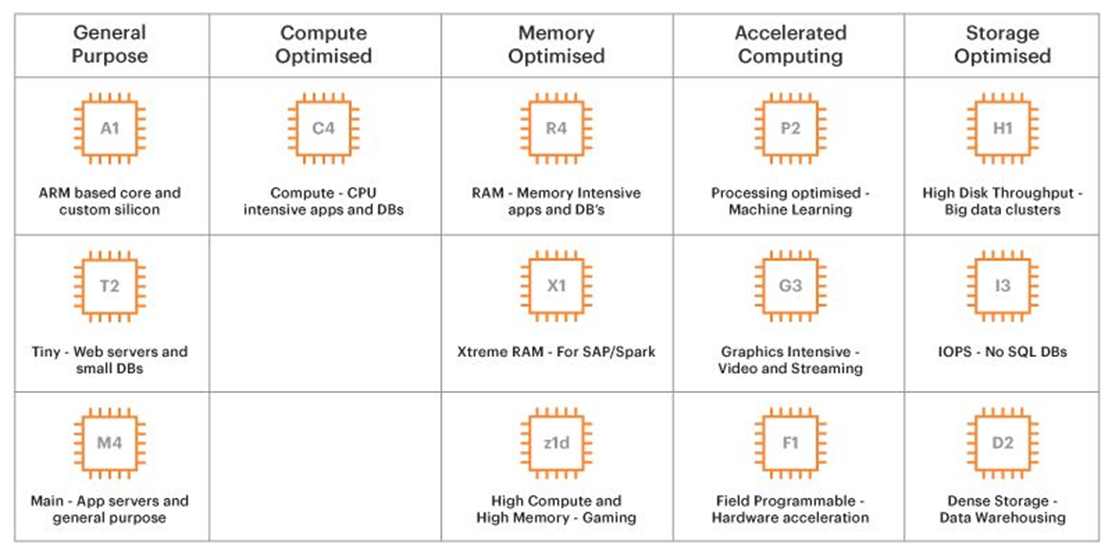 General
Purpose
Compute
Optimised
Memory
Optimised
Accelerated
Computing
Storage
Optimised
A1
ARM based core and
custom silicon
C4
Compute - CPU
intensive apps and DBs
R4
RAM - Memory Intensive
apps and DB's
P2
Processing optimised -
Machine Learning
H1
High Disk Throughput -
Big data clusters
T2
Tiny - Web servers and
small DBs
X1
Xtreme RAM - For SAP/Spark
G3
Graphics Intensive -
Video and Streaming
I3
IOPS - No SQL DBs
M4
Main - App servers and
general purpose
z1d
High Compute and
High Memory - Gaming
F1
Field Programmable -
Hardware acceleration
D2
Dense Storage -
Data Warehousing